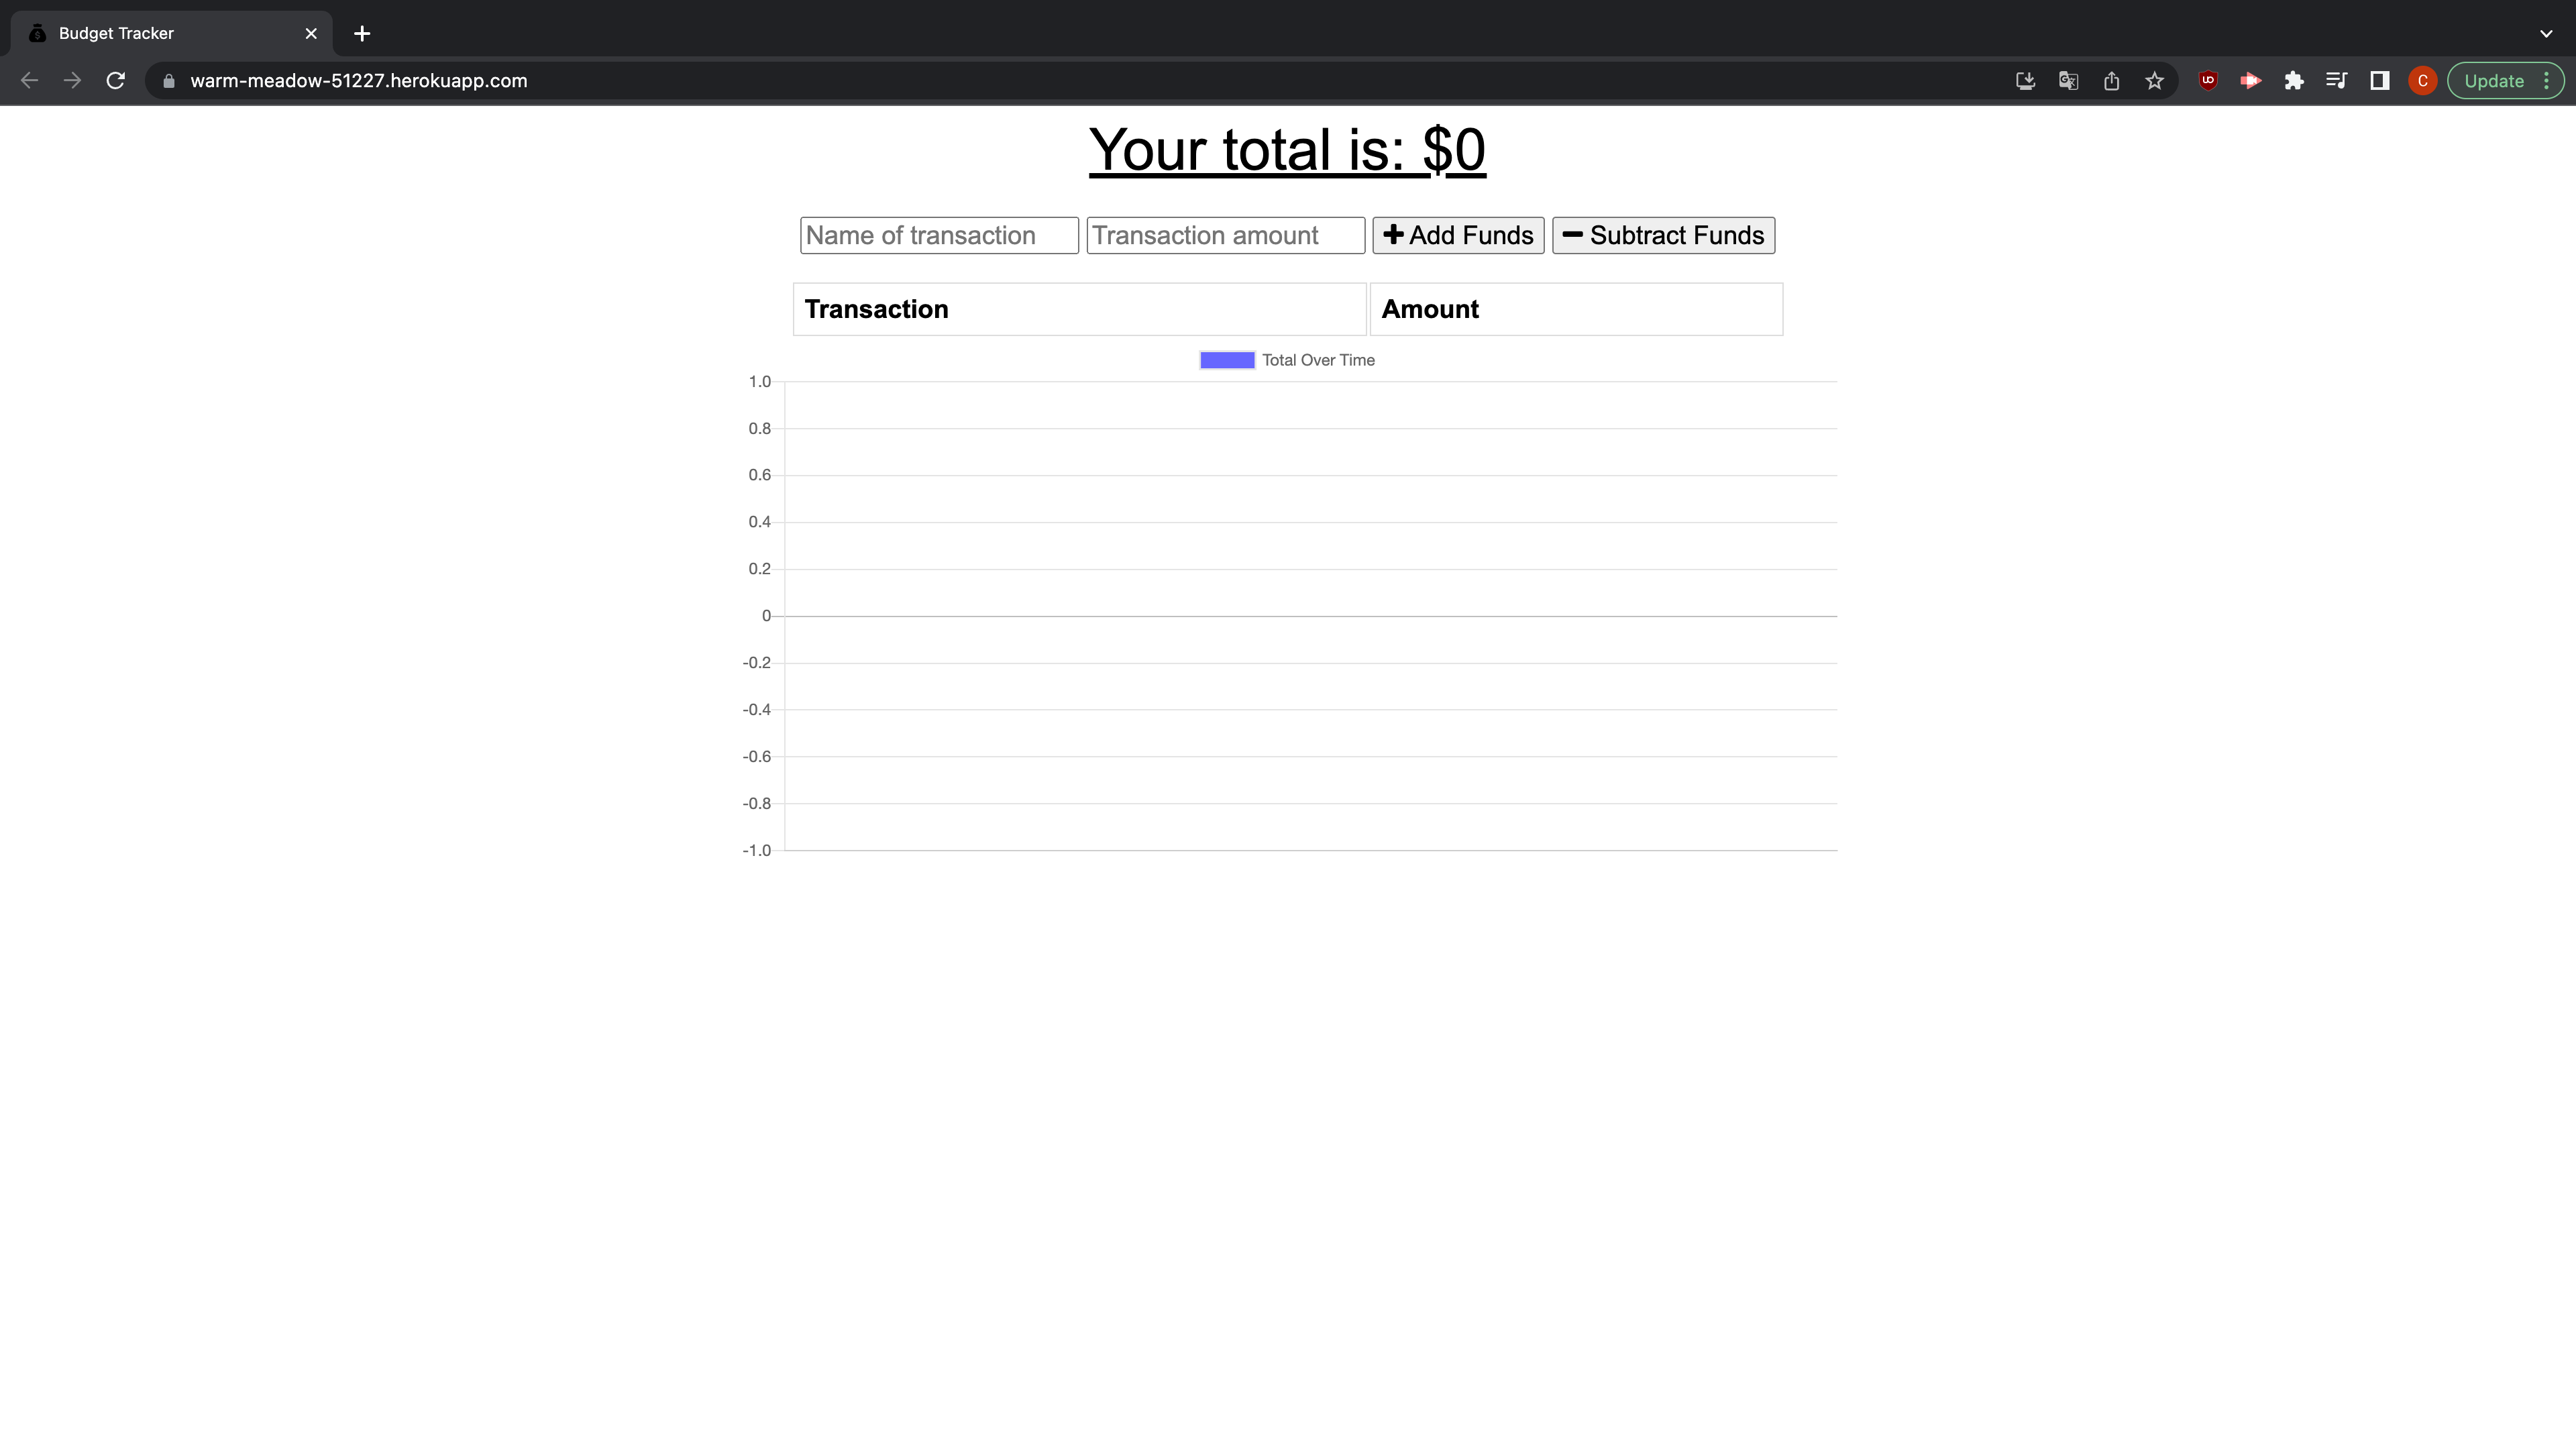 Budget Tracker
warm-meadow-51227.herokuapp.com
C
Update
Your total is: $0
Name of transaction Transaction amount Add Funds Subtract Funds
Transaction Amount
Total Over Time
1.0
0.8
0.6
0.4
0.2
0
-0.2
-0.4
-0.6
-0.8
-1.0